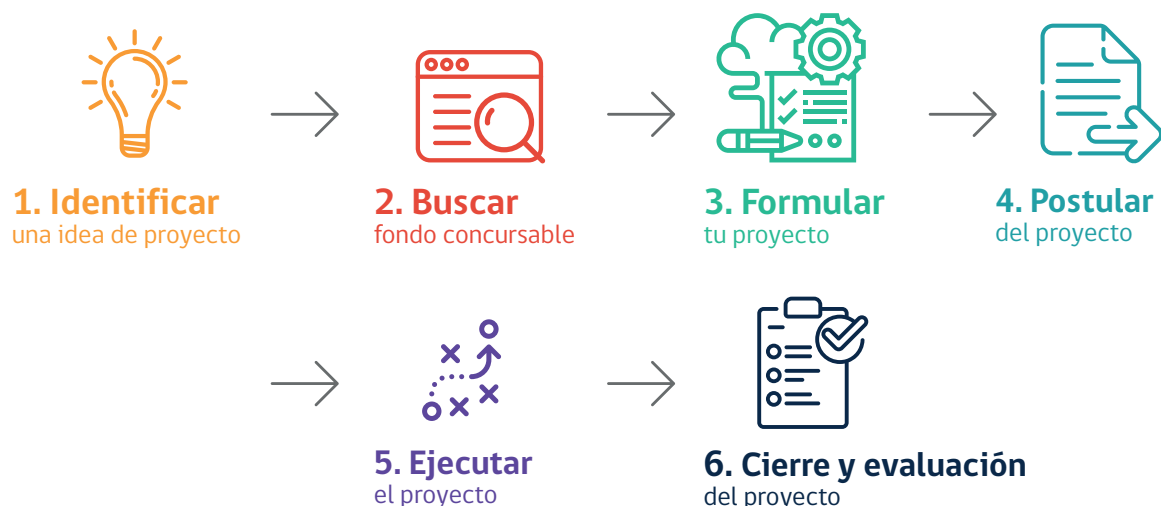 1. Identificar
una idea de proyecto
2. Buscar
fondo concursable
3. Formular
tu proyecto
4. Postular
del proyecto
5. Ejecutar
el proyecto
6. Cierre y evaluación
del proyecto